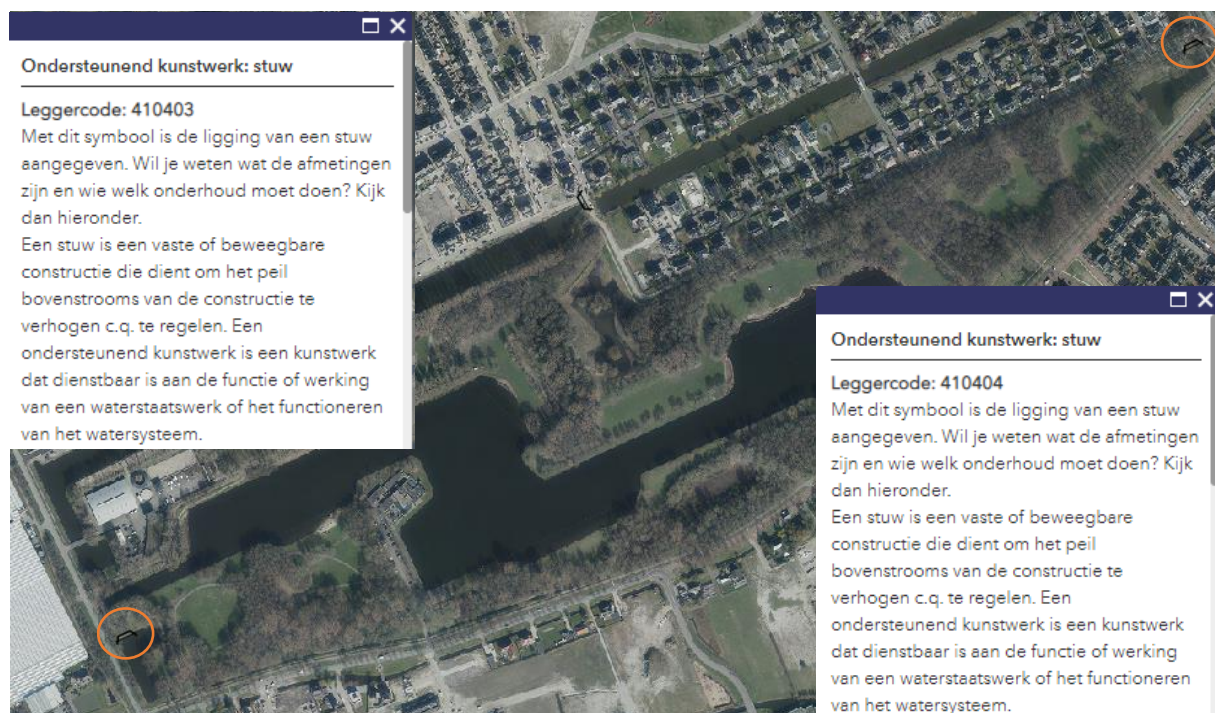 Ondersteunend kunstwerk: stuw
Leggercode: 410403
Met dit symbool is de ligging van een stuw
aangegeven. Wil je weten wat de afmetingen
zijn en wie welk onderhoud moet doen? Kijk
dan hieronder.
Een stuw is een vaste of beweegbare
constructie die dient om het peil
bovenstrooms van de constructie te
verhogen c.q. te regelen. Een
ondersteunend kunstwerk is een kunstwerk
dat dienstbaar is aan de functie of werking
van een waterstaatswerk of het functioneren
van het watersysteem.
Ondersteunend kunstwerk: stuw
Leggercode: 410404
Met dit symbool is de ligging van een stuw
aangegeven. Wil je weten wat de afmetingen
zijn en wie welk onderhoud moet doen? Kijk
dan hieronder.
Een stuw is een vaste of beweegbare
constructie die dient om het peil
bovenstrooms van de constructie te
verhogen c.q. te regelen. Een
ondersteunend kunstwerk is een kunstwerk
dat dienstbaar is aan de functie of werking
van een waterstaatswerk of het functioneren
van het watersysteem.